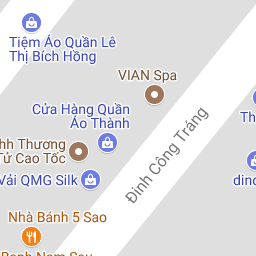 Tiệm Áo Quần Lê
Thị Bích Hồng
VIAN Spa
Cửa Hàng Quần
Áo Thành
Thương
Tử Cao Tốc
Vải QMG Silk
Đinh Công Tráng
Nhà Bánh 5 Sao